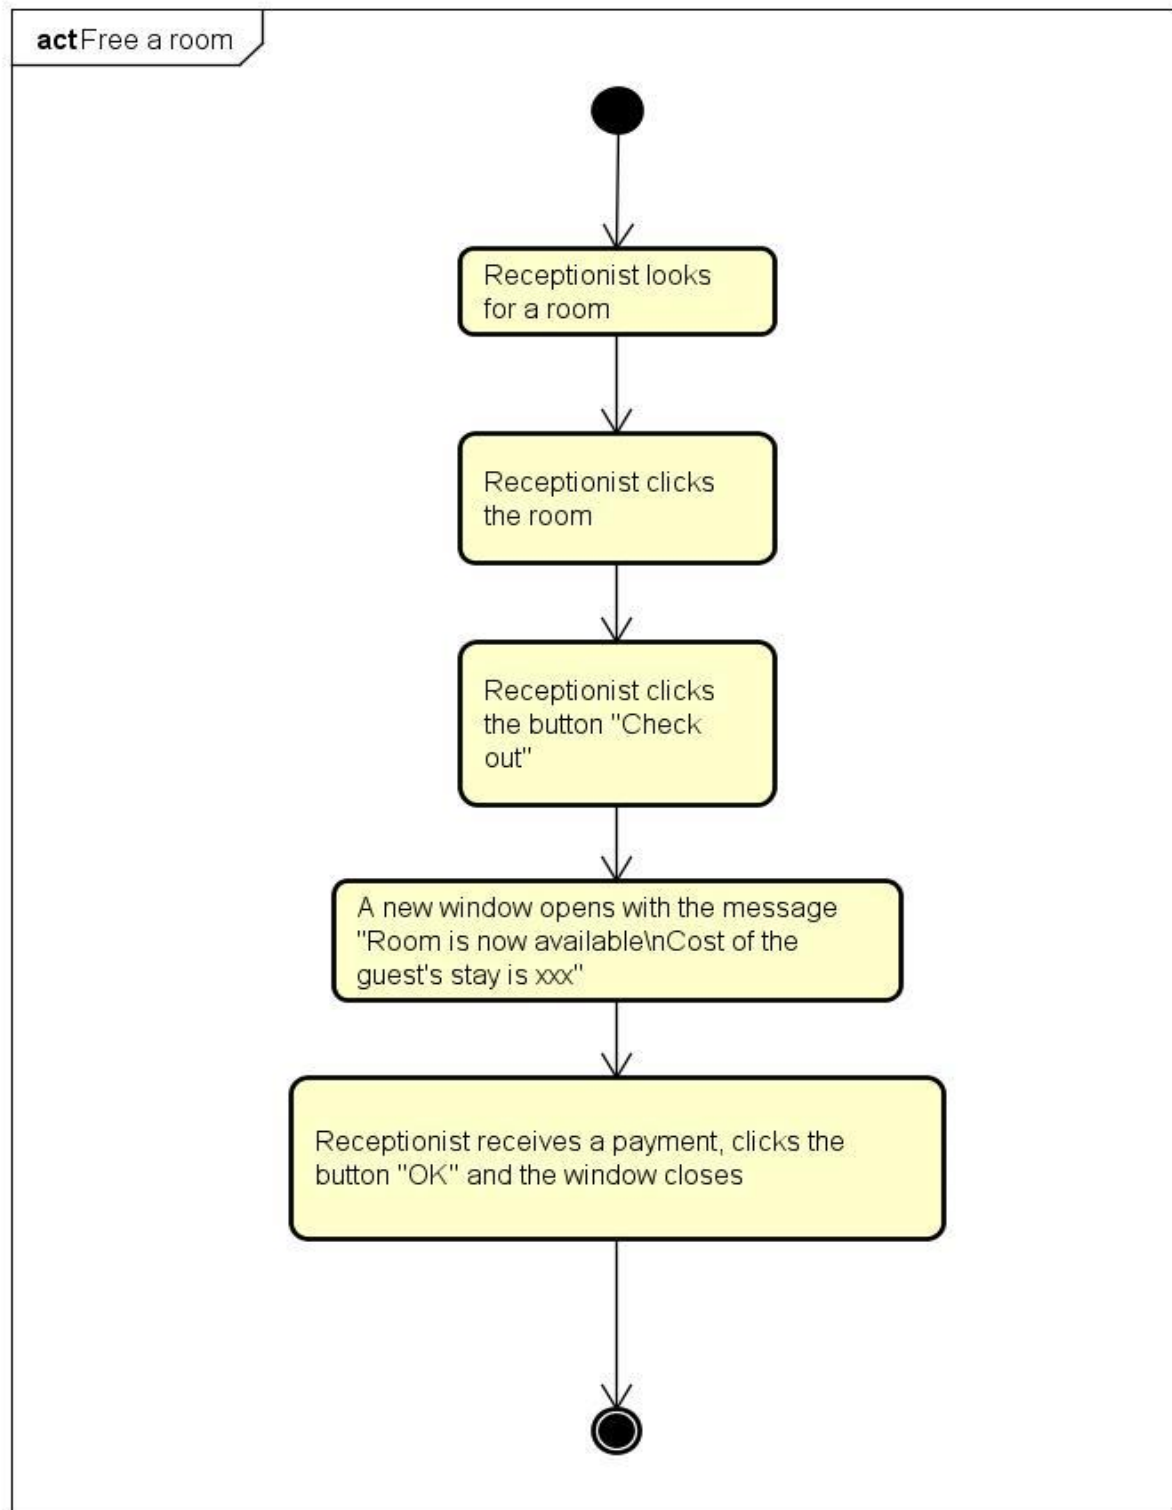 act Free a room
Receptionist looks
for a room
Receptionist clicks
the room
Receptionist clicks
the button "Check
out"
A new window opens with the message
"Room is now available\nCost of the
guest's stay is xxx"
Receptionist receives a payment, clicks the
button "OK" and the window closes